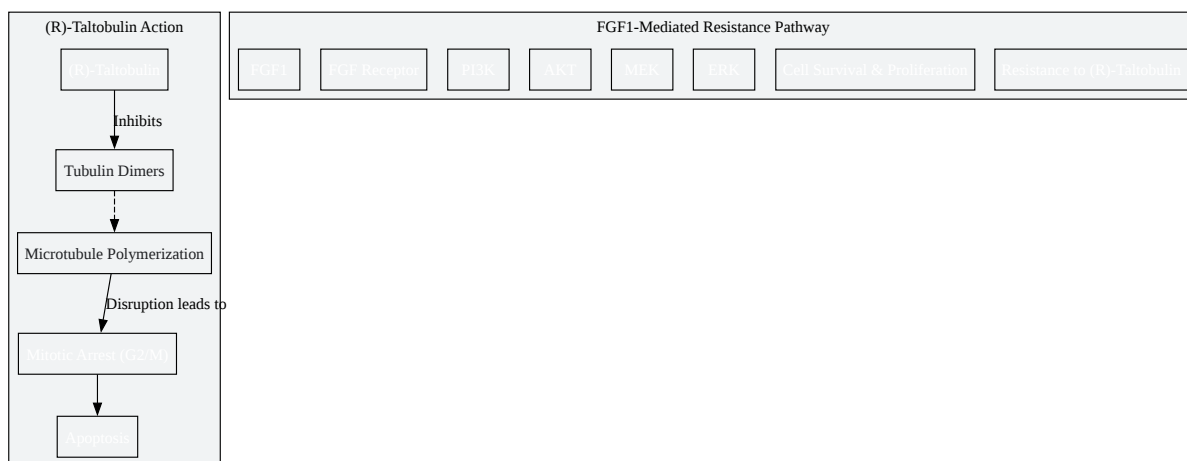 (R)-Taltobulin Action
(R)-Taltobulin
Inhibits
Tubulin Dimers
Microtubule Polymerization
Disruption leads to
Mitotic Arrest (G2/M)
Apoptosis
FGF1-Mediated Resistance Pathway
FGF1
FGF Receptor
PI3K
AKT
MEK
ERK
Cell Survival & Proliferation
Resistance to (R)-Taltobulin